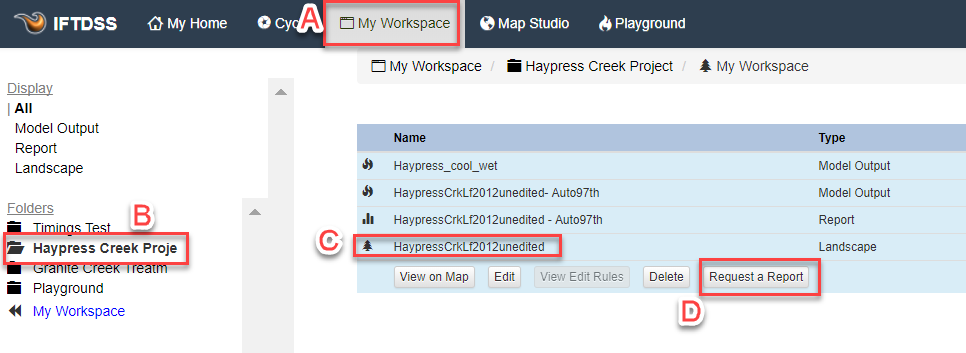 IFTDSS My Home Cyc A My Workspace Map Studio Playground
My Workspace / Haypress Creek Project / My Workspace
Display
| All
Model Output
Report
Landscape
Folders
B
Timings Test
Haypress Creek Proje
Granite Creek Treatm
Playground
My Workspace
Name Type
Haypress_cool_wet Model Output
HaypressCrkLf2012unedited- Auto97th Model Output
HaypressCrkLf2012unedited - Auto97th Report
C HaypressCrkLf2012unedited Landscape
View on Map Edit View Edit Rules Delete Request a Report
D